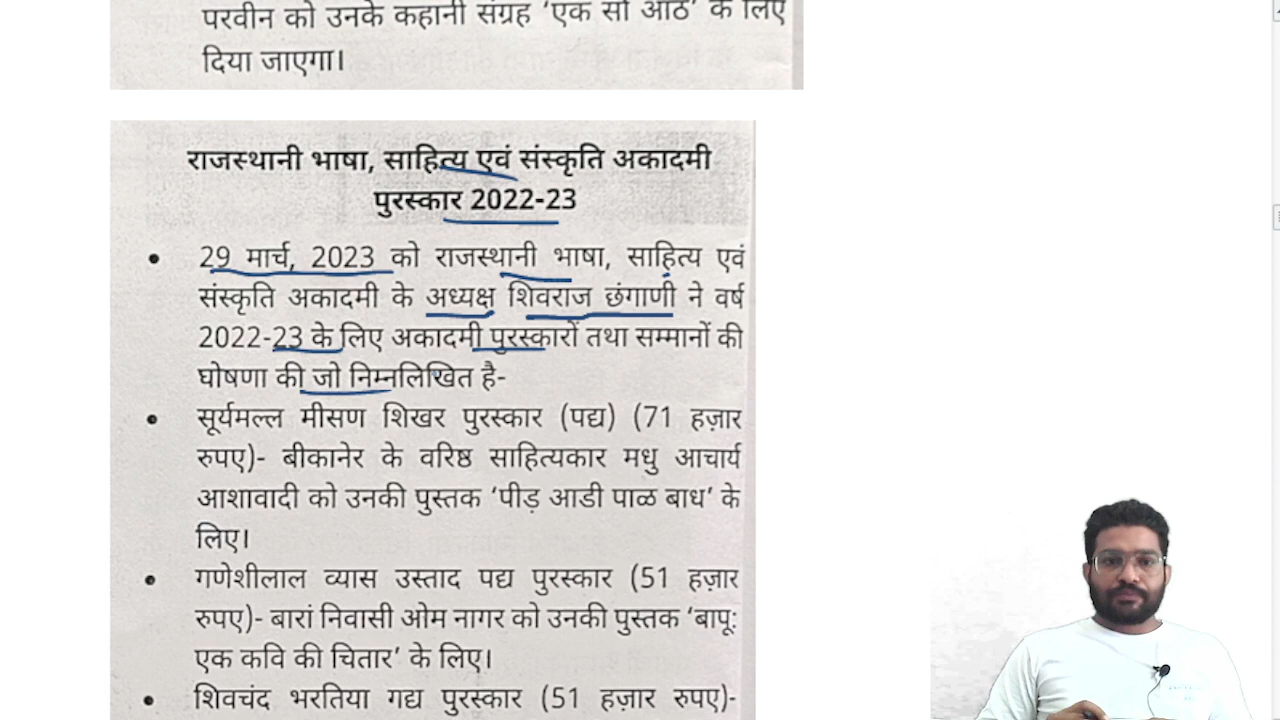 परवीन को उनके कहानी संग्रह ‘एक सौ आठ’ के लिए
दिया जाएगा।
राजस्थानी भाषा, साहित्य एवं संस्कृति अकादमी
पुरस्कार 2022-23
• 29 मार्च, 2023 को राजस्थानी भाषा, साहित्य एवं
संस्कृति अकादमी के अध्यक्ष शिवराज छंगाणी ने वर्ष
2022-23 के लिए अकादमी पुरस्कारों तथा सम्मानों की
घोषणा की जो निम्नलिखित है-
• सूर्यमल्ल मीसण शिखर पुरस्कार (पद्य) (71 हज़ार
रुपए)- बीकानेर के वरिष्ठ साहित्यकार मधु आचार्य
आशावादी को उनकी पुस्तक ‘पीड़ आडी पाळ बाध’ के
लिए।
• गणेशीलाल व्यास उस्ताद पद्य पुरस्कार (51 हज़ार
रुपए)- बारां निवासी ओम नागर को उनकी पुस्तक ‘बापू:
एक कवि की चितार’ के लिए।
• शिवचंद भरतिया गद्य पुरस्कार (51 हज़ार रुपए)-